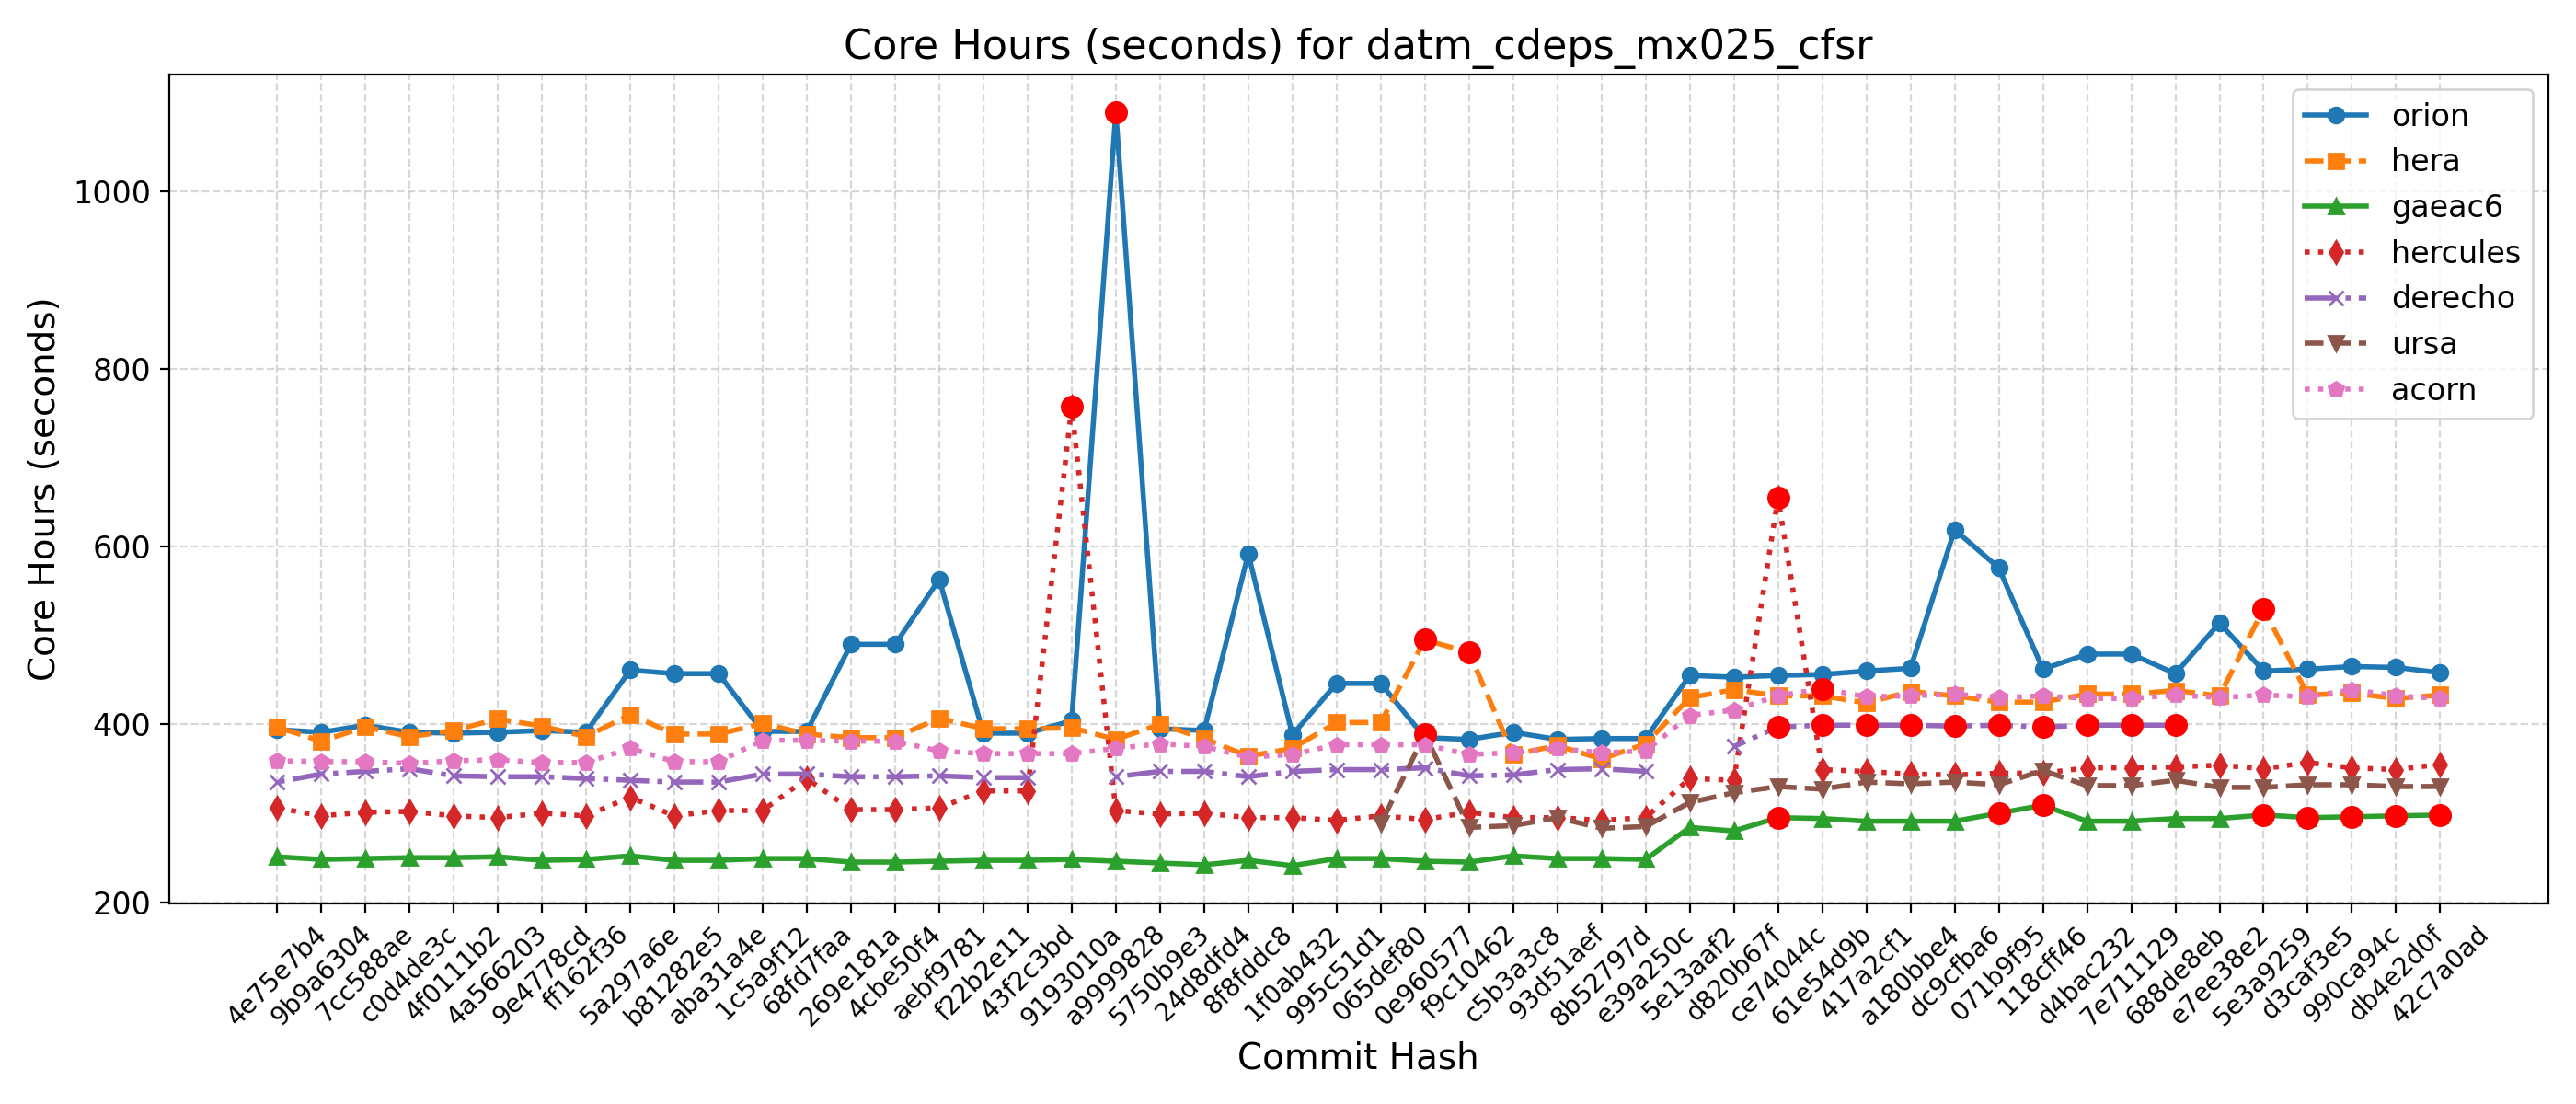 Core Hours (seconds) for datm_cdeps_mx025_cfsr
Core Hours (seconds)
1000
800
600
400
200
orion
hera
gaeac6
hercules
derecho
ursa
acorn
4e75e7b4
9b9a6304
7cc588ae
c0d4de3c
4f0111b2
4a566203
9e4778cd
ff162f36
5a297a6e
b81282e5
aba31a4e
1c5a9f12
68fd7faa
269e181a
4cbe50f4
aebf9781
f22b2e11
43f2c3bd
9193010a
a9999828
5750b9e3
24d8dfd4
8f8fddc8
1f0ab432
995c51d1
065def80
0e960577
f9c10462
c5b3a3c8
93d51aef
8b52797d
e39a250c
5e13aaf2
d820b67f
ce74044c
61e54d9b
417a2cf1
a180bbe4
dc9cfba6
071b9f95
118cff46
d4bac232
7e711129
688de8eb
e7ee38e2
5e3a9259
d3caf3e5
990ca94c
db4e2d0f
42c7a0ad
Commit Hash